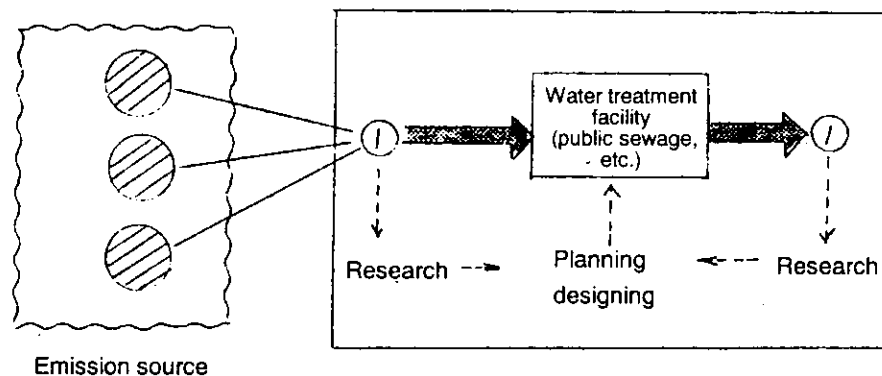 Water treatment
facility
(public sewage,
etc.)
I
I
Research
Planning
designing
Research
Emission source